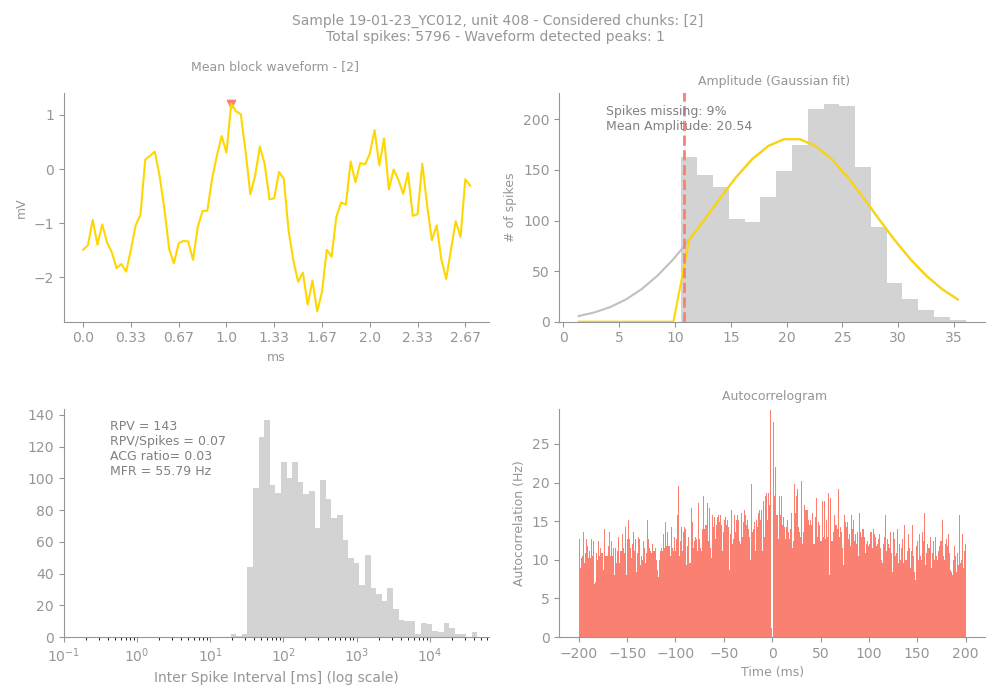 Sample 19-01-23_YC012, unit 408 - Considered chunks: [2]
Total spikes: 5796 - Waveform detected peaks: 1
Mean block waveform - [2]
1
0
−1
−2
mV
0.0 0.33 0.67 1.0 1.33 1.67 2.0 2.33 2.67
ms
Amplitude (Gaussian fit)
Spikes missing: 9%
Mean Amplitude: 20.54
200
150
100
50
0
# of spikes
0 5 10 15 20 25 30 35
RPV = 143
RPV/Spikes = 0.07
ACG ratio= 0.03
MFR = 55.79 Hz
140
120
100
80
60
40
20
0
10⁻¹ 10⁰ 10¹ 10² 10³ 10⁴
Inter Spike Interval [ms] (log scale)
Autocorrelogram
25
20
15
10
5
0
Autocorrelation (Hz)
−200 −150 −100 −50 0 50 100 150 200
Time (ms)